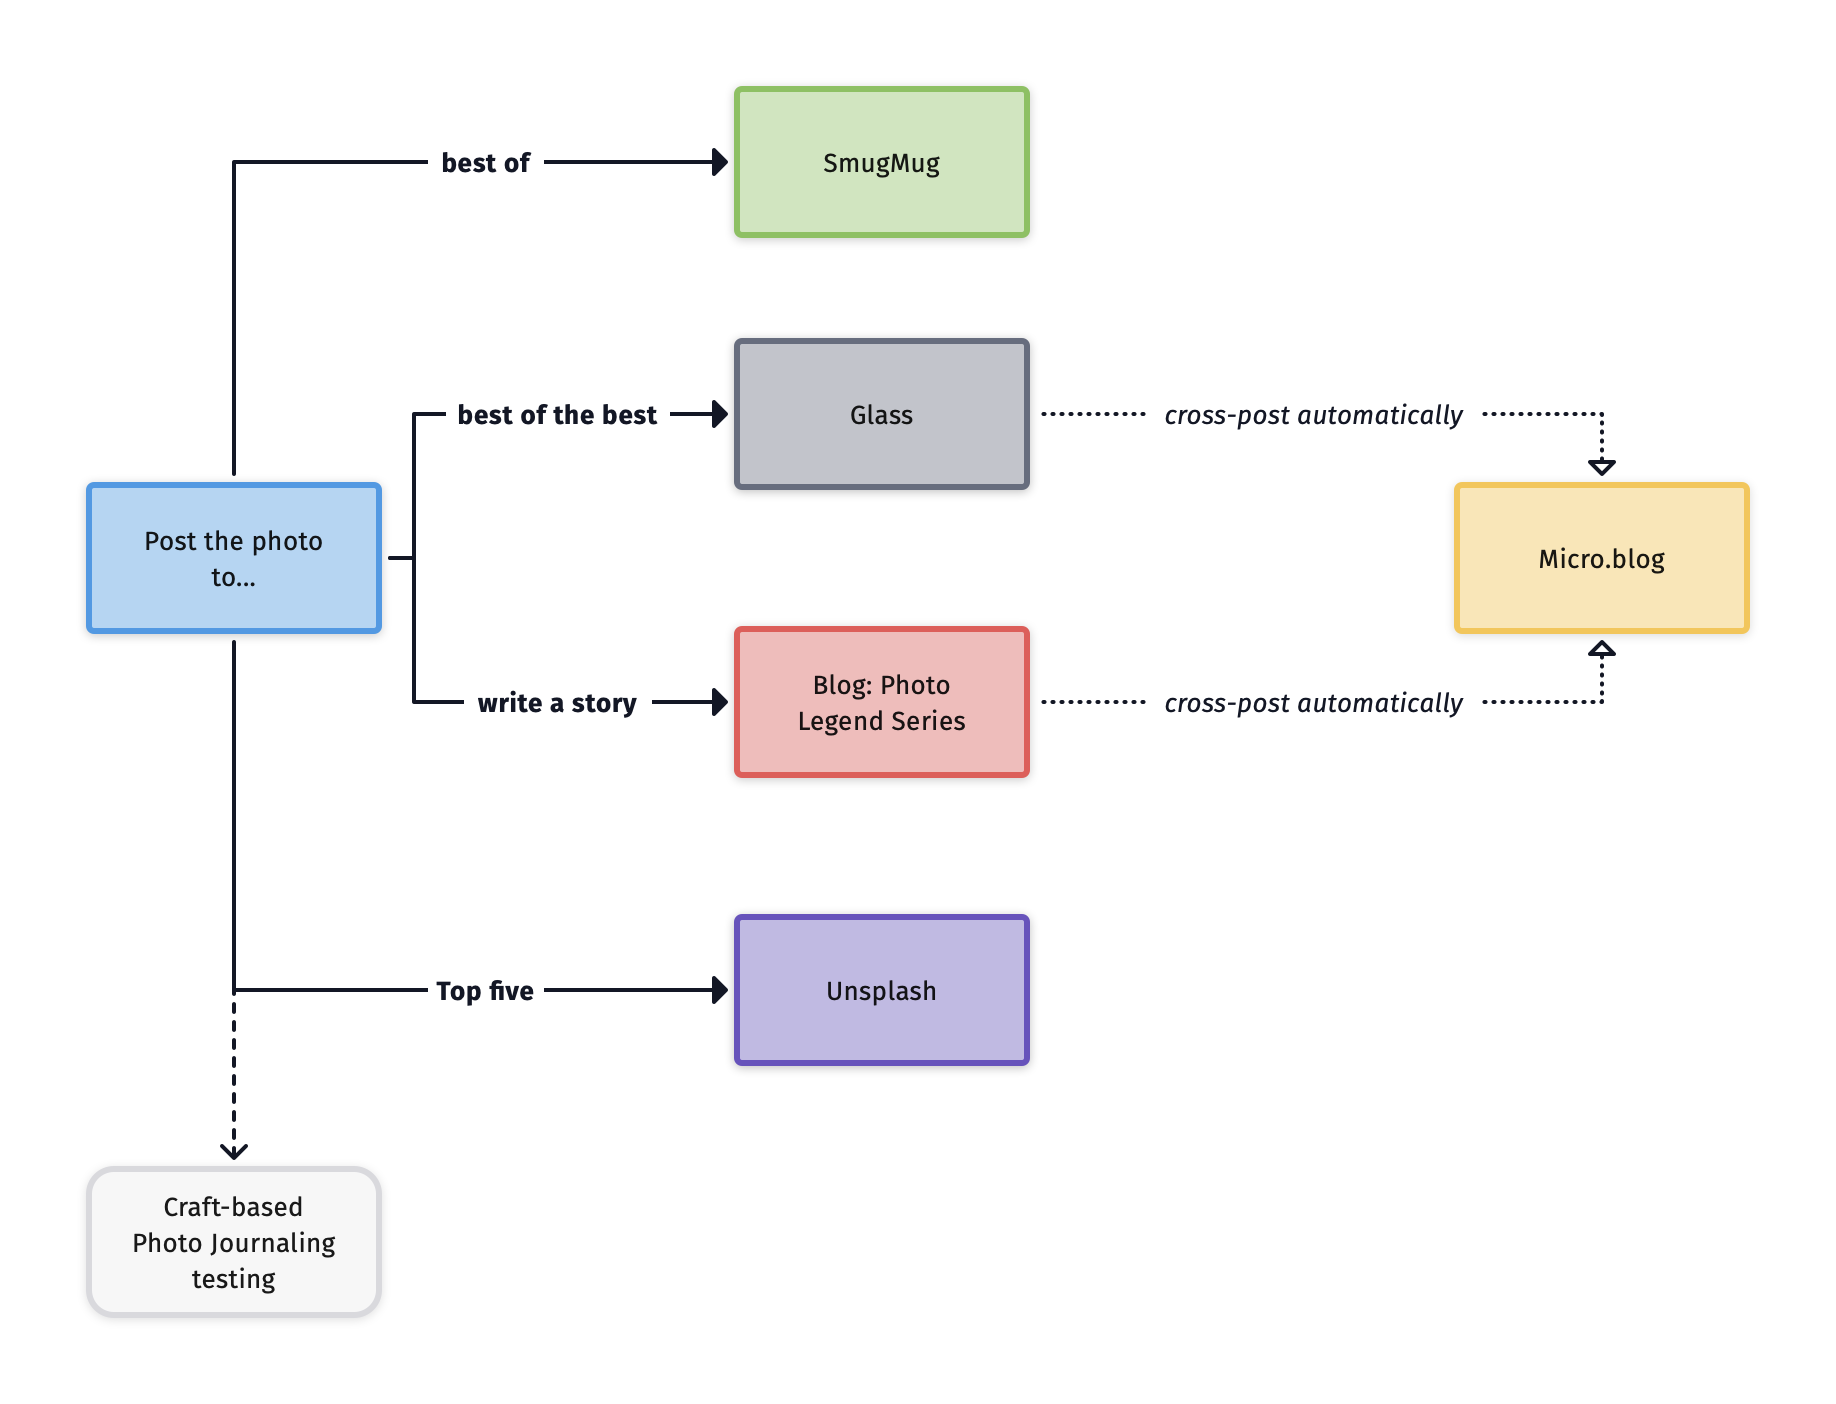 best of
SmugMug
best of the best
Glass
cross-post automatically
Post the photo
to...
Micro.blog
write a story
Blog: Photo
Legend Series
cross-post automatically
Top five
Unsplash
Craft-based
Photo Journaling
testing